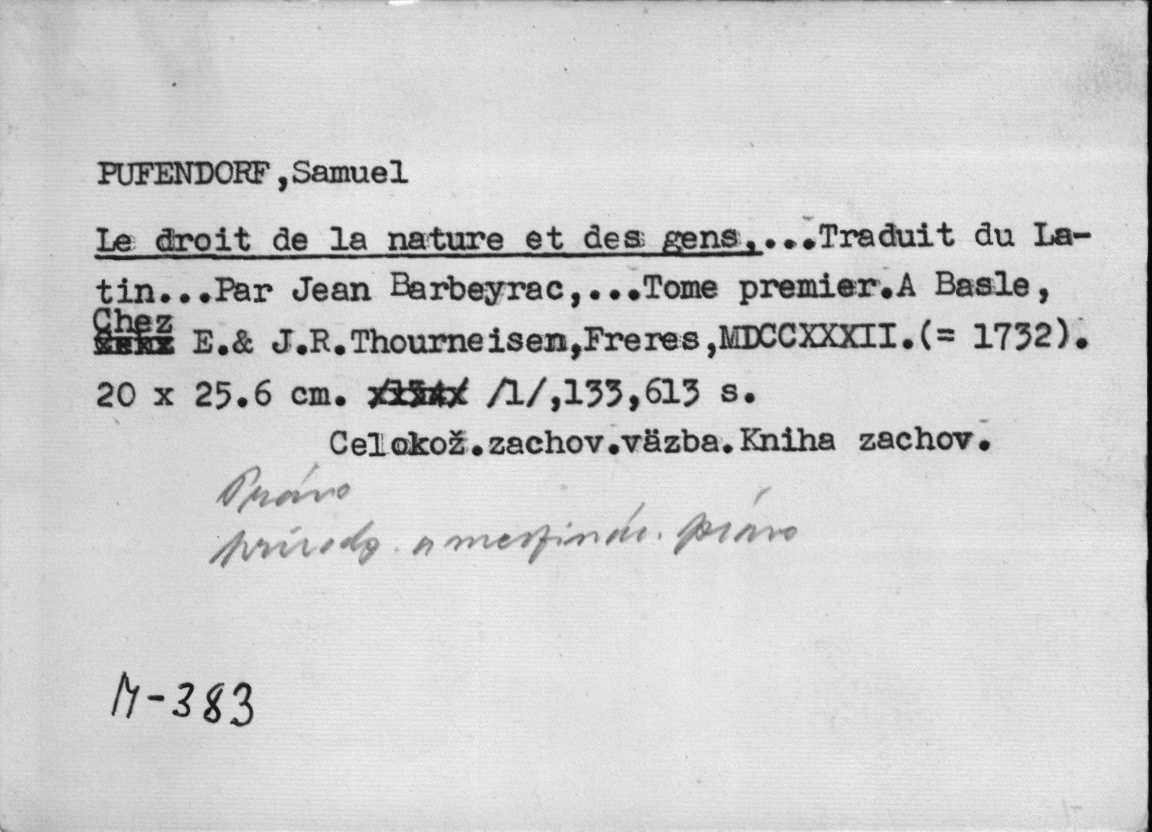 PUFENDORF,Samuel
Le droit de la nature et des gens,...Traduit du La-
tin...Par Jean Barbeyrac,...Tome premier.A Basle,
Chez
E.& J.R.Thourneisen,Freres,MDCCXXXII.(= 1732).
20 x 25.6 cm. /1/,133,613 s.
Celokož.zachov.väzba.Kniha zachov.
Právo
prírodz. a mezinár. právo
M-383